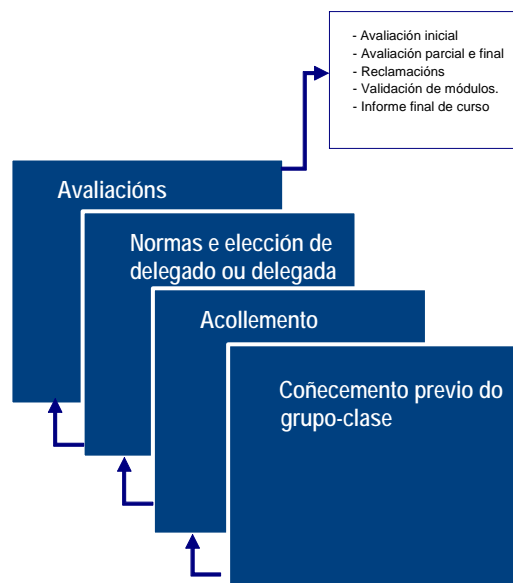 - Avaliación inicial
- Avaliación parcial e final
- Reclamacións
- Validación de módulos.
- Informe final de curso
Avaliacións
Normas e elección de
delegado ou delegada
Acollemento
Coñecemento previo do
grupo-clase